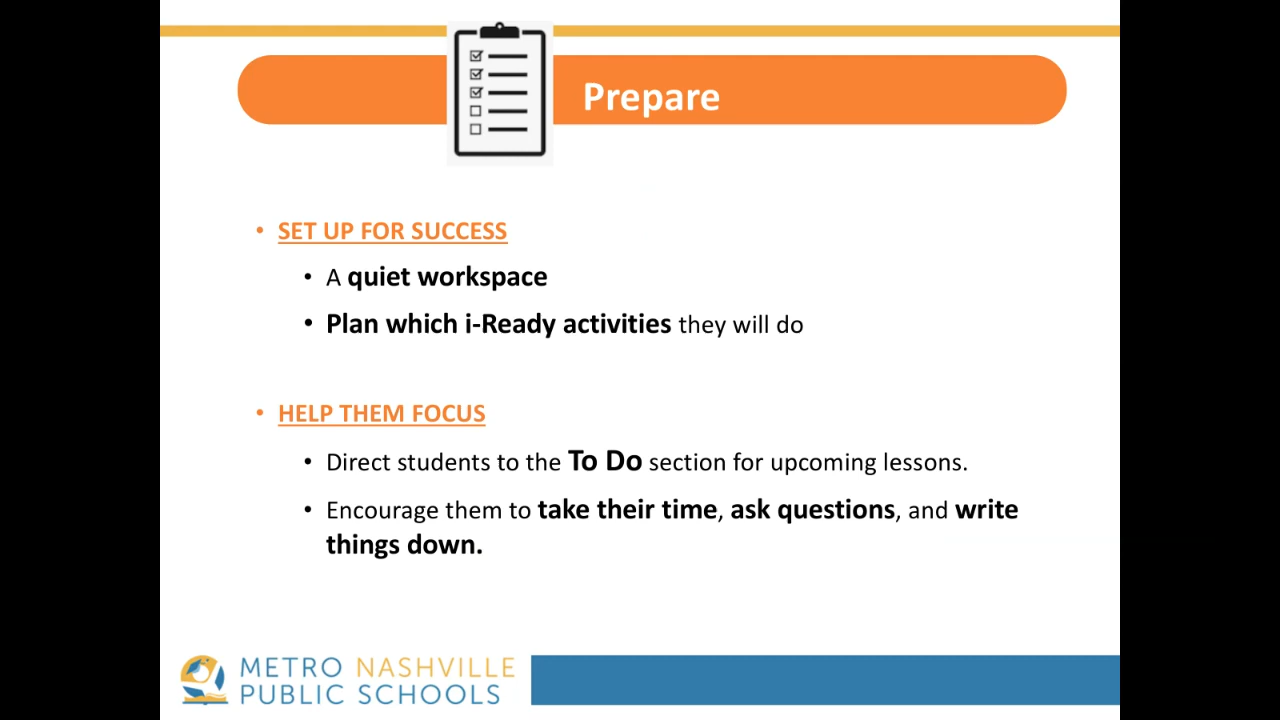 Prepare
• SET UP FOR SUCCESS
• A quiet workspace
• Plan which i-Ready activities they will do
• HELP THEM FOCUS
• Direct students to the To Do section for upcoming lessons.
• Encourage them to take their time, ask questions, and write
things down.
METRO NASHVILLE
PUBLIC SCHOOLS